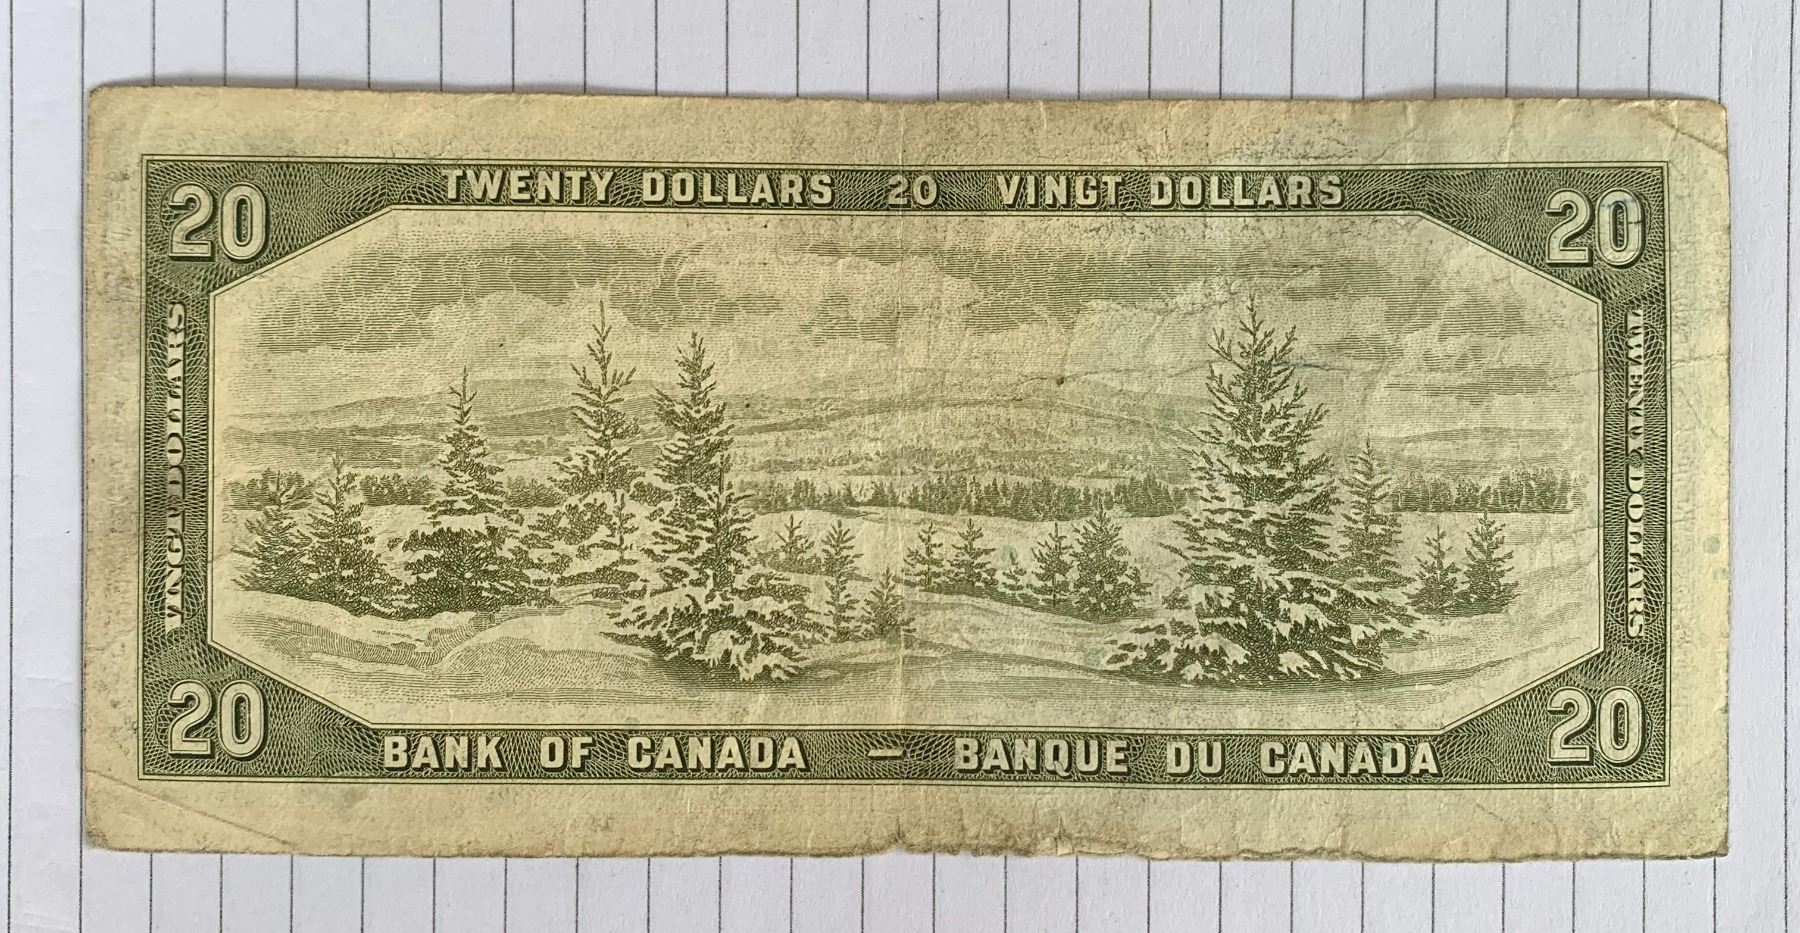 TWENTY DOLLARS 20 VINGT DOLLARS
20
20
VINGT DOLLARS
TWENTY DOLLARS
23
20
20
BANK OF CANADA — BANQUE DU CANADA